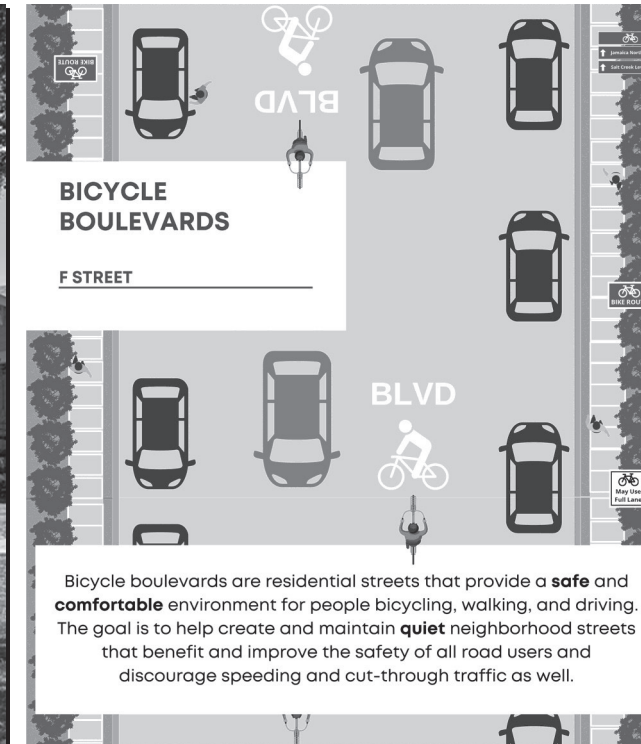 BIKE ROUTE
BLVD
Jamaica North
BICYCLE
BOULEVARDS
F STREET
BIKE ROU
BLVD
May Use
Full Lane
Bicycle boulevards are residential streets that provide a safe and
comfortable environment for people bicycling, walking, and driving.
The goal is to help create and maintain quiet neighborhood streets
that benefit and improve the safety of all road users and
discourage speeding and cut-through traffic as well.